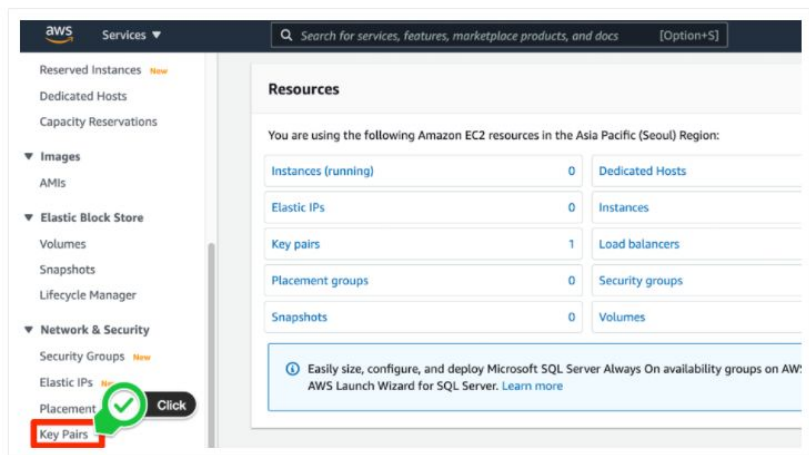 aws Services ▼ Search for services, features, marketplace products, and docs [Option+S]
Reserved Instances New
Dedicated Hosts
Capacity Reservations
▼ Images
AMIs
▼ Elastic Block Store
Volumes
Snapshots
Lifecycle Manager
▼ Network & Security
Security Groups New
Elastic IPs
Placement
Click
Key Pairs
Resources
You are using the following Amazon EC2 resources in the Asia Pacific (Seoul) Region:
Instances (running) 0 Dedicated Hosts
Elastic IPs 0 Instances
Key pairs 1 Load balancers
Placement groups 0 Security groups
Snapshots 0 Volumes
Easily size, configure, and deploy Microsoft SQL Server Always On availability groups on AWS
AWS Launch Wizard for SQL Server. Learn more